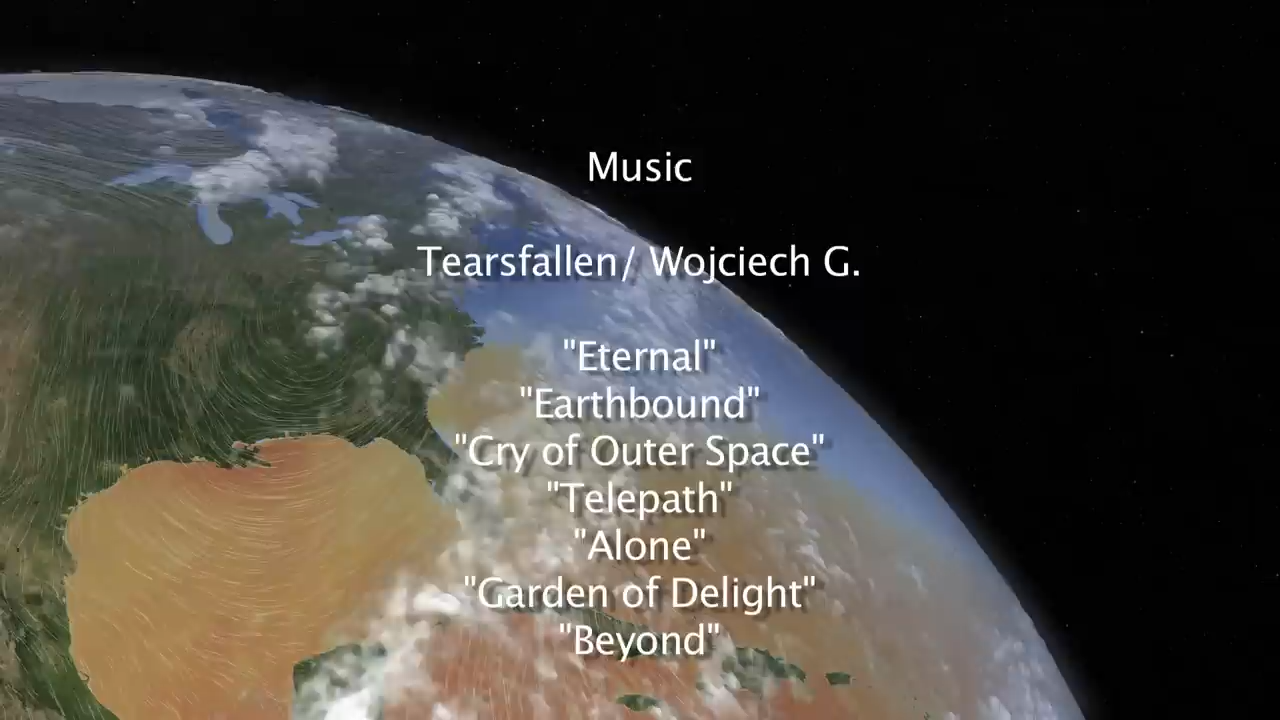 Music
Tearsfallen/ Wojciech G.
"Eternal"
"Earthbound"
"Cry of Outer Space"
"Telepath"
"Alone"
"Garden of Delight"
"Beyond"